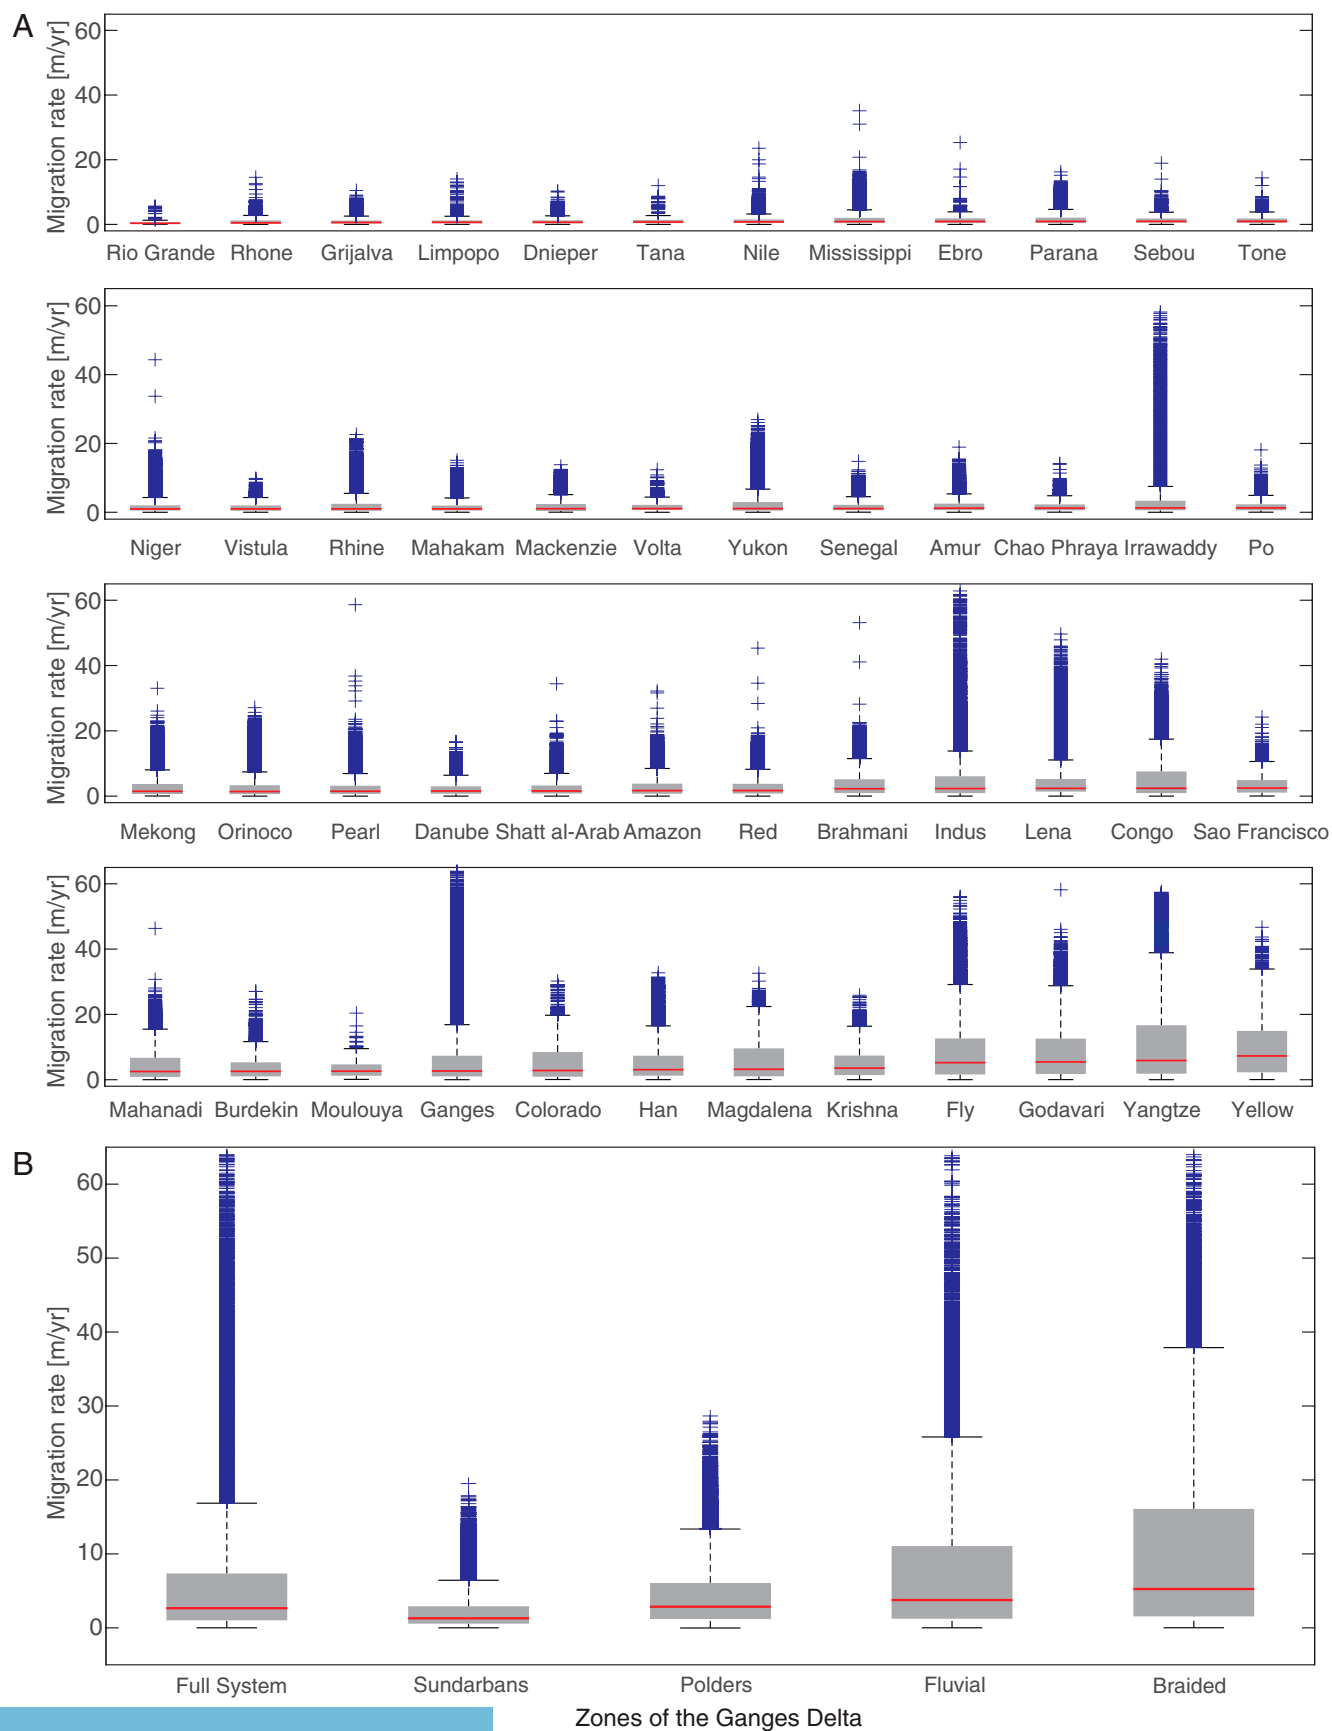 A
Migration rate [m/yr]
60
40
20
0
Rio Grande Rhone Grijalva Limpopo Dnieper Tana Nile Mississippi Ebro Parana Sebou Tone
Migration rate [m/yr]
60
40
20
0
Niger Vistula Rhine Mahakam Mackenzie Volta Yukon Senegal Amur Chao Phraya Irrawaddy Po
Migration rate [m/yr]
60
40
20
0
Mekong Orinoco Pearl Danube Shatt al-Arab Amazon Red Brahmani Indus Lena Congo Sao Francisco
Migration rate [m/yr]
60
40
20
0
Mahanadi Burdekin Moulouya Ganges Colorado Han Magdalena Krishna Fly Godavari Yangtze Yellow
B
Migration rate [m/yr]
60
50
40
30
20
10
0
Full System Sundarbans Polders Fluvial Braided
Zones of the Ganges Delta